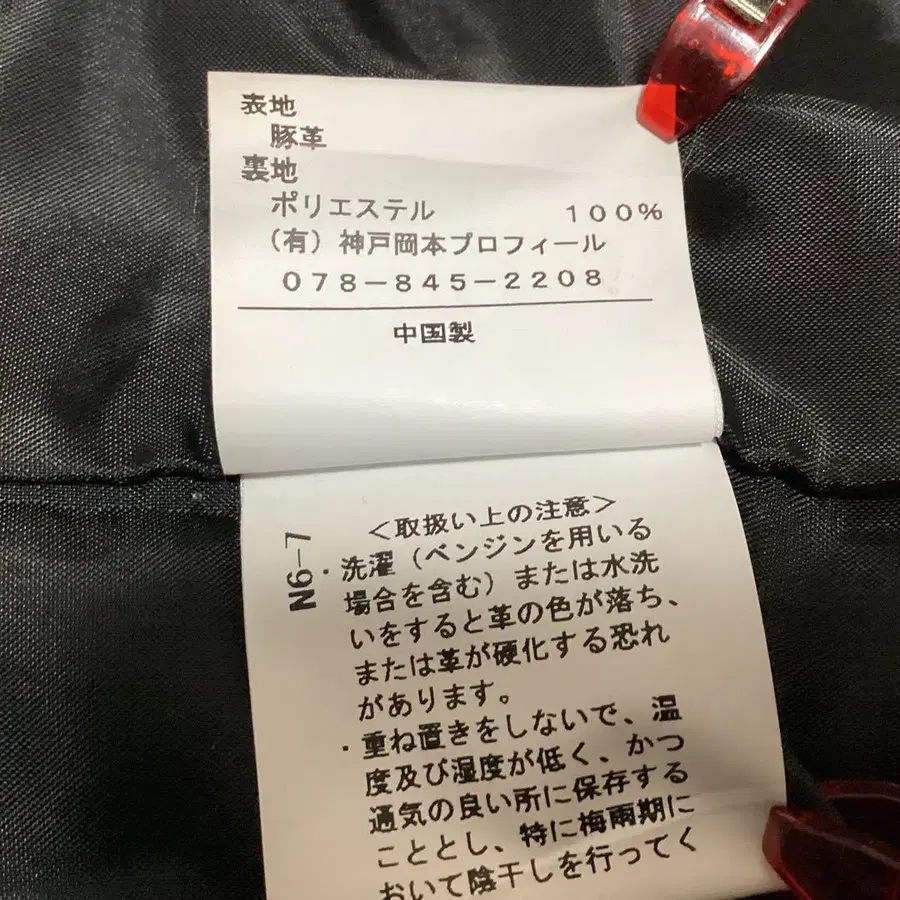 表地
豚革
裏地
ポリエステル 100%
(有)神戸岡本プロフィール
078-845-2208
中国製
N6-7
<取扱い上の注意>
・洗濯(ベンジンを用いる
場合を含む)または水洗
いをすると革の色が落ち、
または革が硬化する恐れ
があります。
・重ね置きをしないで、温
度及び湿度が低く、かつ
通気の良い所に保存する
こととし、特に梅雨期に
おいて陰干しを行ってく